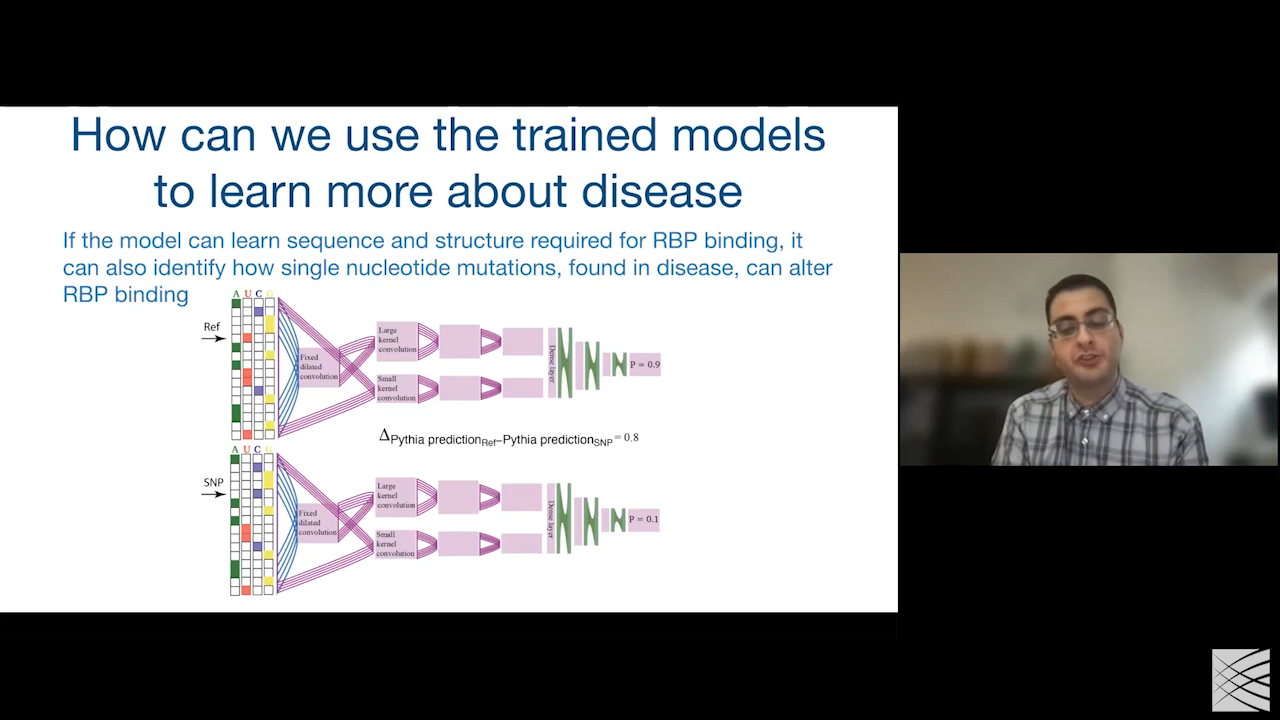 How can we use the trained models
to learn more about disease
If the model can learn sequence and structure required for RBP binding, it
can also identify how single nucleotide mutations, found in disease, can alter
RBP binding
A U C G
Ref
Fixed
dilated
convolution
Large
kernel
convolution
Small
kernel
convolution
Dense layer
P = 0.9
ΔPythia predictionRef–Pythia predictionSNP = 0.8
A U C G
SNP
Fixed
dilated
convolution
Large
kernel
convolution
Small
kernel
convolution
Dense layer
P = 0.1